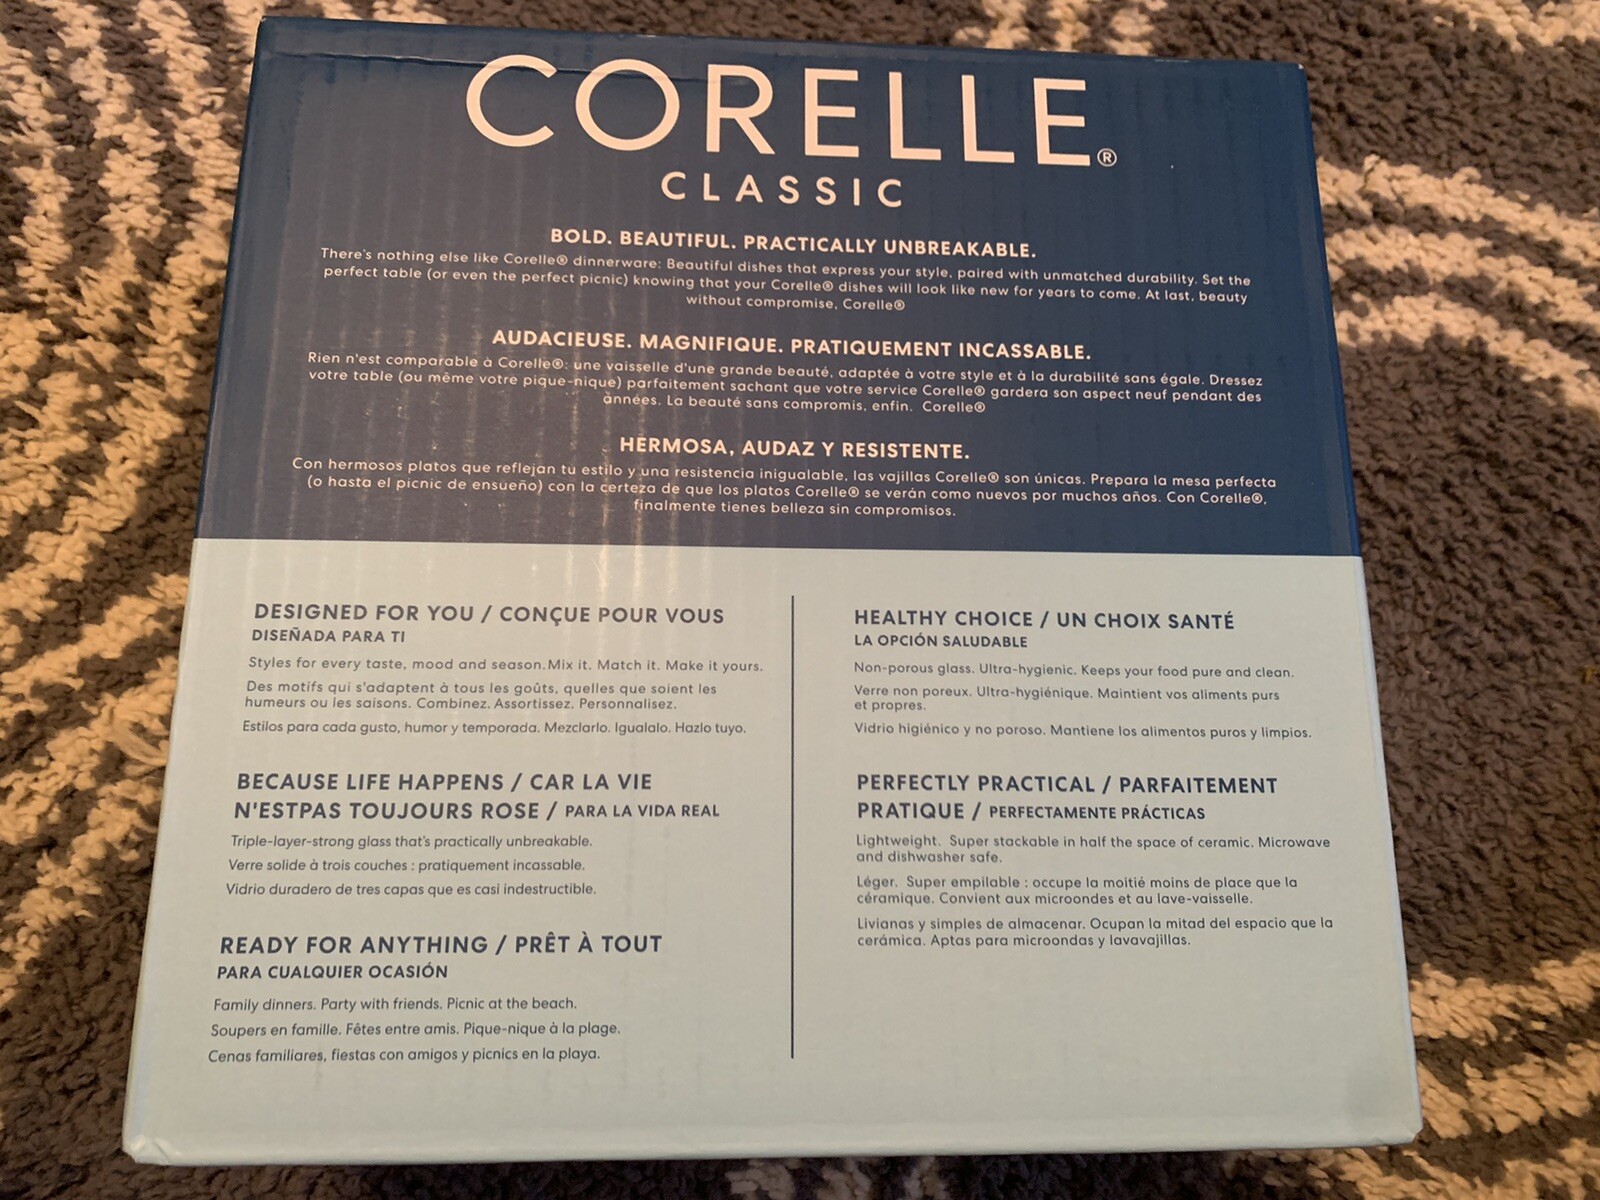 CORELLE®
CLASSIC
BOLD. BEAUTIFUL. PRACTICALLY UNBREAKABLE.
There's nothing else like Corelle® dinnerware: Beautiful dishes that express your style, paired with unmatched durability. Set the
perfect table (or even the perfect picnic) knowing that your Corelle® dishes will look like new for years to come. At last, beauty
without compromise, Corelle®
AUDACIEUSE. MAGNIFIQUE. PRATIQUEMENT INCASSABLE.
Rien n'est comparable à Corelle®: une vaisselle d'une grande beauté, adaptée à votre style et à la durabilité sans égale. Dressez
votre table (ou même votre pique-nique) parfaitement sachant que votre service Corelle® gardera son aspect neuf pendant des
années. La beauté sans compromis, enfin. Corelle®
HERMOSA, AUDAZ Y RESISTENTE.
Con hermosos platos que reflejan tu estilo y una resistencia inigualable, las vajillas Corelle® son únicas. Prepara la mesa perfecta
(o hasta el picnic de ensueño) con la certeza de que los platos Corelle® se verán como nuevos por muchos años. Con Corelle®,
finalmente tienes belleza sin compromisos.
DESIGNED FOR YOU / CONÇUE POUR VOUS
DISEÑADA PARA TI
Styles for every taste, mood and season. Mix it. Match it. Make it yours.
Des motifs qui s'adaptent à tous les goûts, quelles que soient les
humeurs ou les saisons. Combinez. Assortissez. Personnalisez.
Estilos para cada gusto, humor y temporada. Mezclarlo. Igualalo. Hazlo tuyo.
BECAUSE LIFE HAPPENS / CAR LA VIE
N'ESTPAS TOUJOURS ROSE / PARA LA VIDA REAL
Triple-layer-strong glass that's practically unbreakable.
Verre solide à trois couches : pratiquement incassable.
Vidrio duradero de tres capas que es casi indestructible.
READY FOR ANYTHING / PRÊT À TOUT
PARA CUALQUIER OCASIÓN
Family dinners. Party with friends. Picnic at the beach.
Soupers en famille. Fêtes entre amis. Pique-nique à la plage.
Cenas familiares, fiestas con amigos y picnics en la playa.
HEALTHY CHOICE / UN CHOIX SANTÉ
LA OPCIÓN SALUDABLE
Non-porous glass. Ultra-hygienic. Keeps your food pure and clean.
Verre non poreux. Ultra-hygiénique. Maintient vos aliments purs
et propres.
Vidrio higiénico y no poroso. Mantiene los alimentos puros y limpios.
PERFECTLY PRACTICAL / PARFAITEMENT
PRATIQUE / PERFECTAMENTE PRÁCTICAS
Lightweight. Super stackable in half the space of ceramic. Microwave
and dishwasher safe.
Léger. Super empilable : occupe la moitié moins de place que la
céramique. Convient aux microondes et au lave-vaisselle.
Livianas y simples de almacenar. Ocupan la mitad del espacio que la
cerámica. Aptas para microondas y lavavajillas.